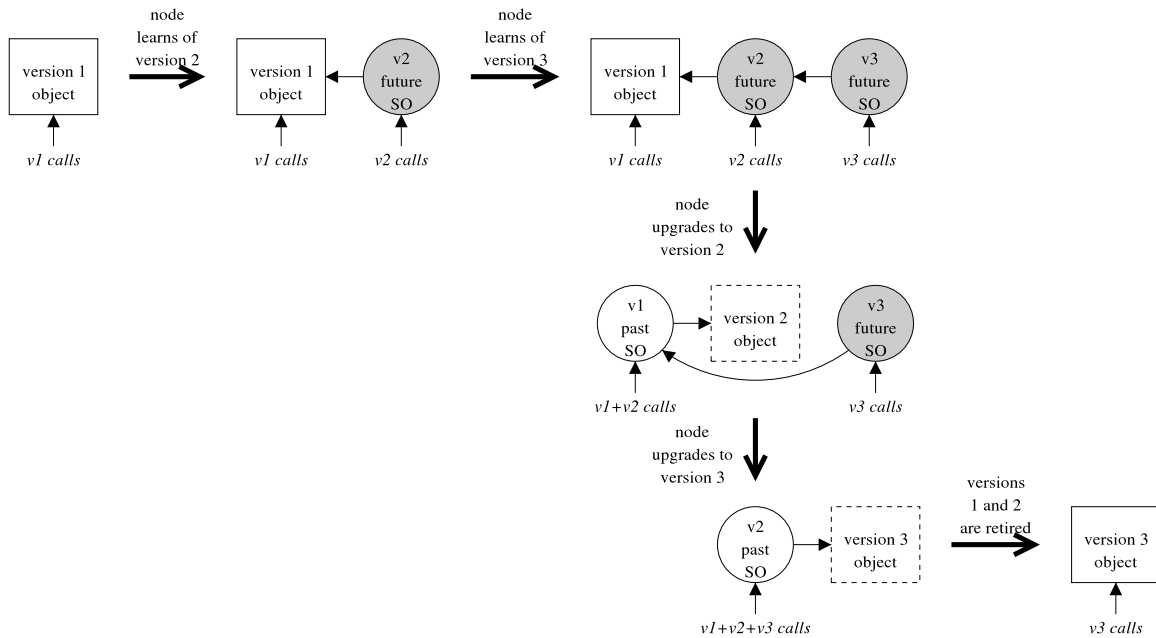 node
learns of
version 2
node
learns of
version 3
version 1
object
v1 calls
version 1
object
v1 calls
v2
future
SO
v2 calls
version 1
object
v1 calls
v2
future
SO
v2 calls
v3
future
SO
v3 calls
node
upgrades to
version 2
v1
past
SO
v1+v2 calls
version 2
object
v3
future
SO
v3 calls
node
upgrades to
version 3
v2
past
SO
v1+v2+v3 calls
version 3
object
versions
1 and 2
are retired
version 3
object
v3 calls